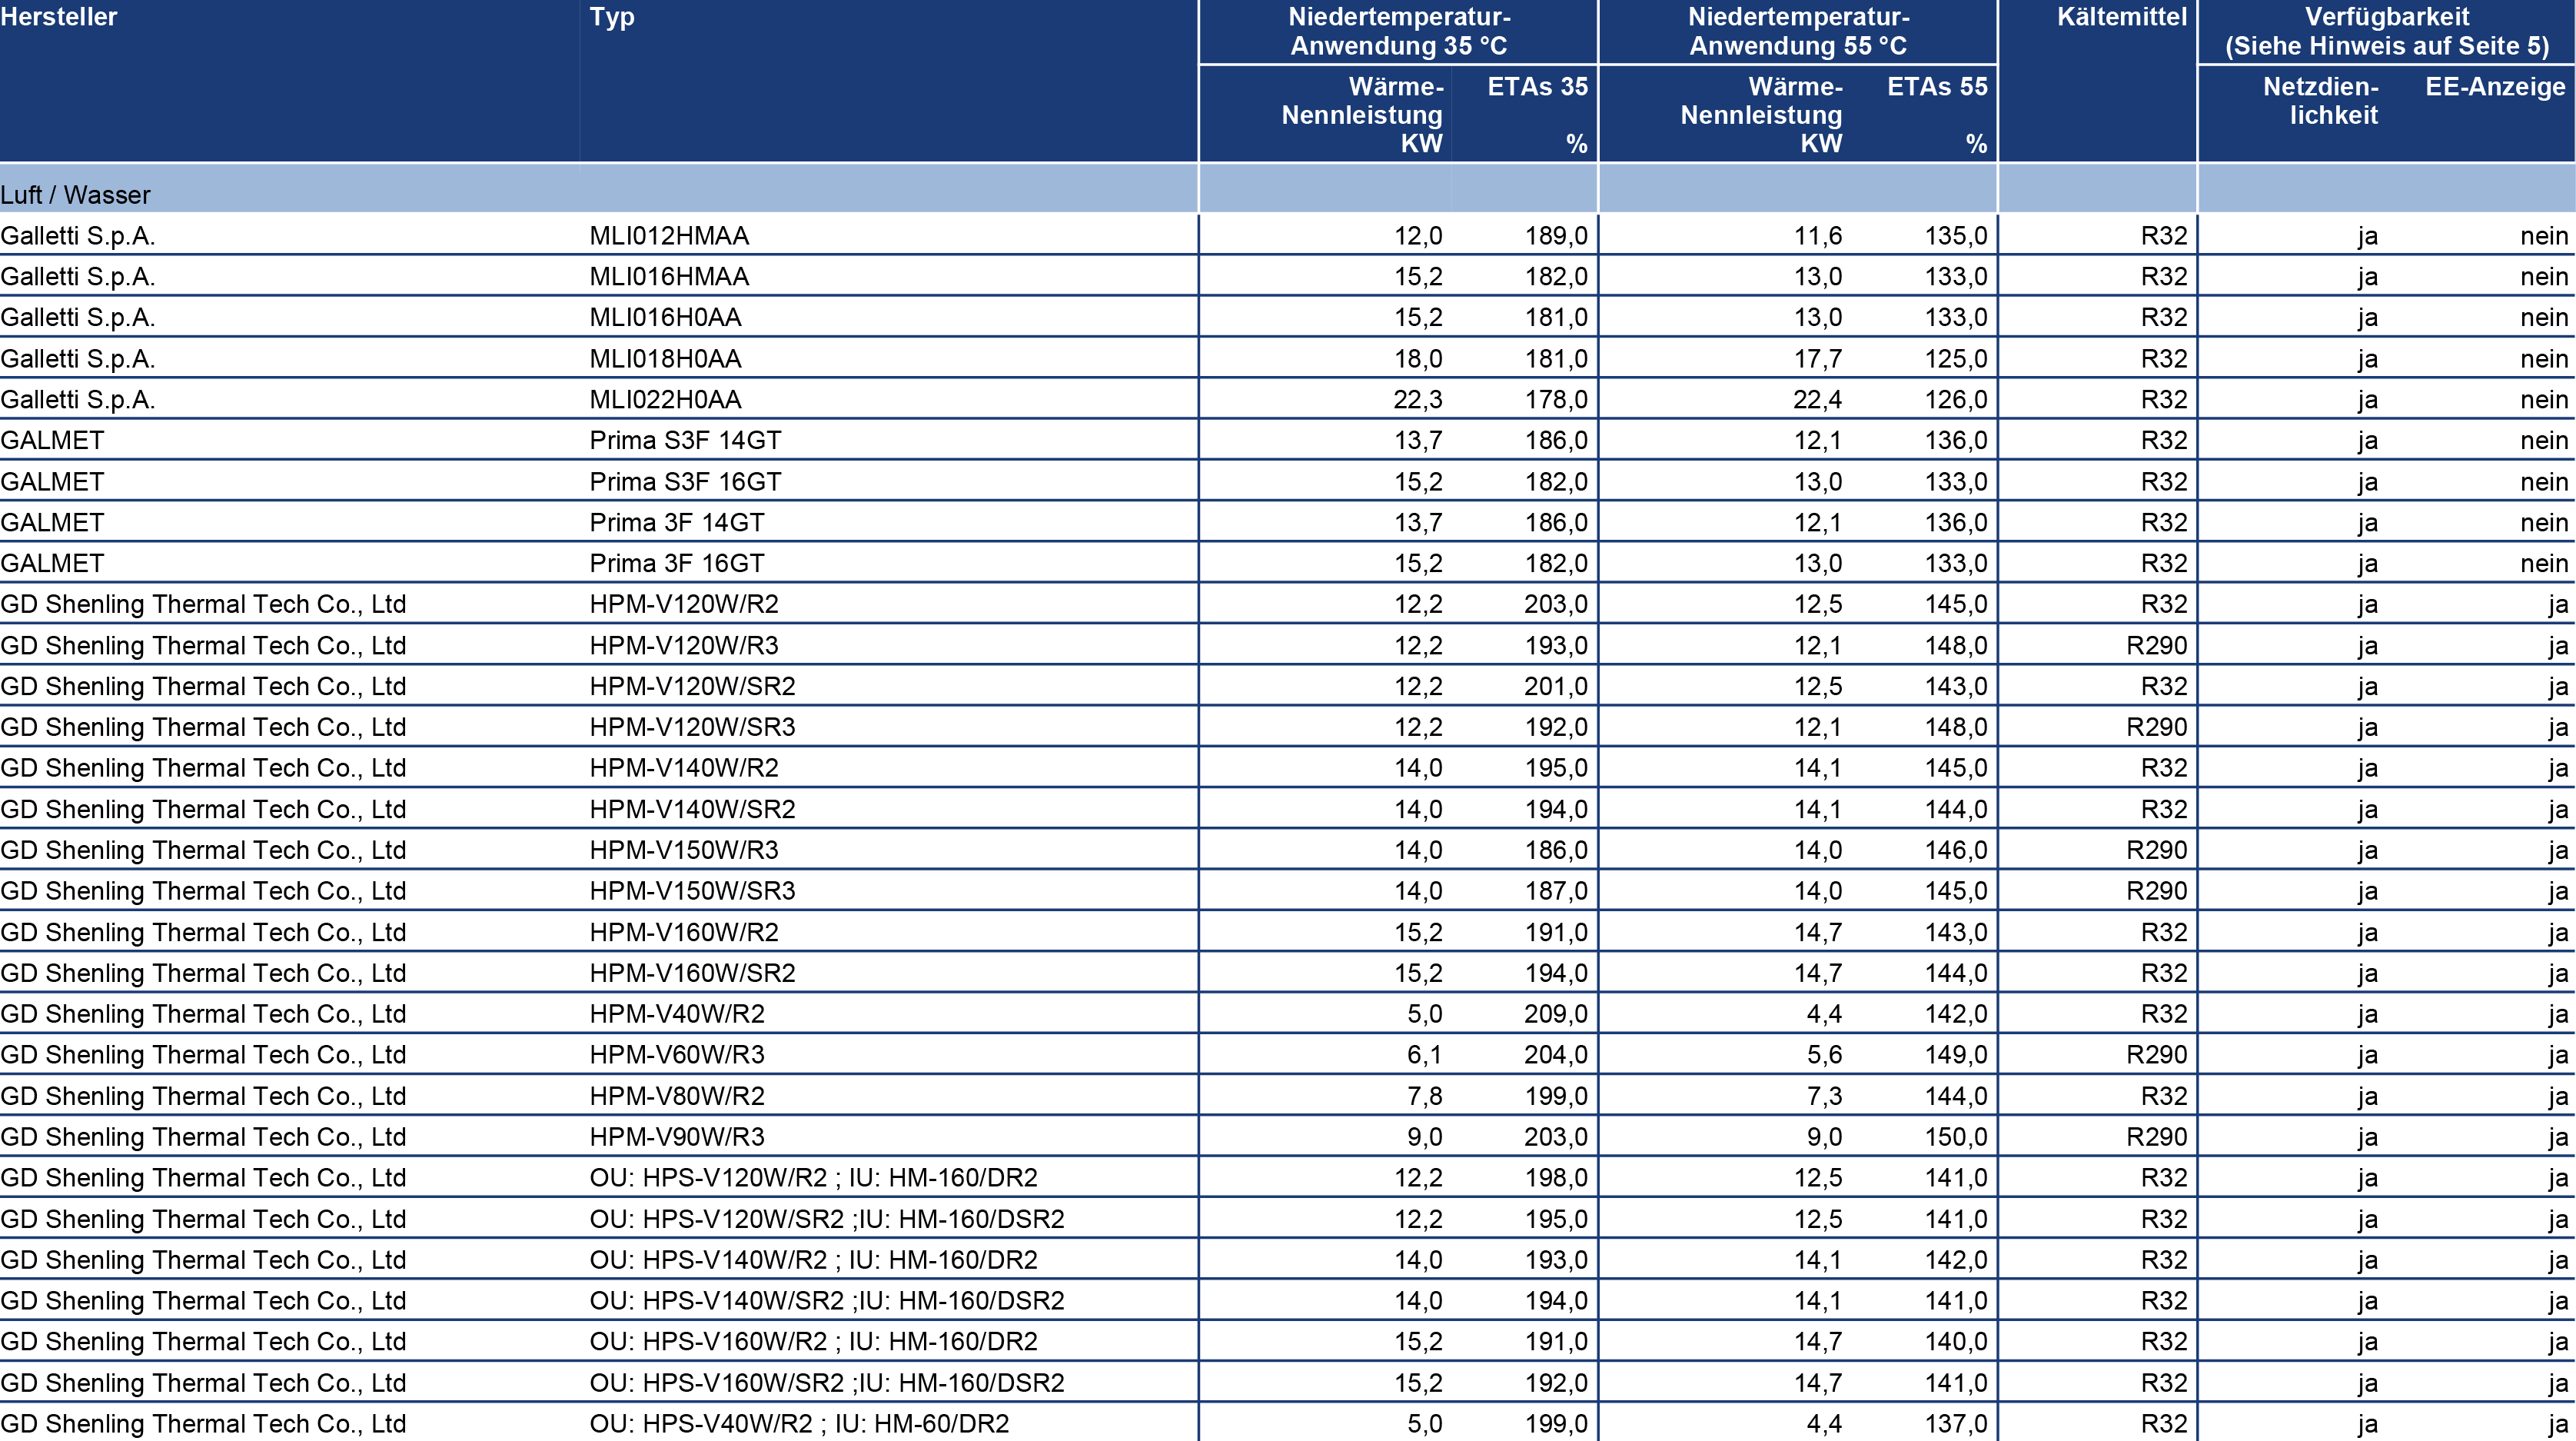 Hersteller Typ Niedertemperatur- Niedertemperatur- Kältemittel Verfügbarkeit
Anwendung 35 °C Anwendung 55 °C (Siehe Hinweis auf Seite 5)
Wärme- ETAs 35 Wärme- ETAs 55 Netzdien- EE-Anzeige
Nennleistung Nennleistung lichkeit
KW % KW %
Luft / Wasser
Galletti S.p.A. MLI012HMAA 12,0 189,0 11,6 135,0 R32 ja nein
Galletti S.p.A. MLI016HMAA 15,2 182,0 13,0 133,0 R32 ja nein
Galletti S.p.A. MLI016H0AA 15,2 181,0 13,0 133,0 R32 ja nein
Galletti S.p.A. MLI018H0AA 18,0 181,0 17,7 125,0 R32 ja nein
Galletti S.p.A. MLI022H0AA 22,3 178,0 22,4 126,0 R32 ja nein
GALMET Prima S3F 14GT 13,7 186,0 12,1 136,0 R32 ja nein
GALMET Prima S3F 16GT 15,2 182,0 13,0 133,0 R32 ja nein
GALMET Prima 3F 14GT 13,7 186,0 12,1 136,0 R32 ja nein
GALMET Prima 3F 16GT 15,2 182,0 13,0 133,0 R32 ja nein
GD Shenling Thermal Tech Co., Ltd HPM-V120W/R2 12,2 203,0 12,5 145,0 R32 ja ja
GD Shenling Thermal Tech Co., Ltd HPM-V120W/R3 12,2 193,0 12,1 148,0 R290 ja ja
GD Shenling Thermal Tech Co., Ltd HPM-V120W/SR2 12,2 201,0 12,5 143,0 R32 ja ja
GD Shenling Thermal Tech Co., Ltd HPM-V120W/SR3 12,2 192,0 12,1 148,0 R290 ja ja
GD Shenling Thermal Tech Co., Ltd HPM-V140W/R2 14,0 195,0 14,1 145,0 R32 ja ja
GD Shenling Thermal Tech Co., Ltd HPM-V140W/SR2 14,0 194,0 14,1 144,0 R32 ja ja
GD Shenling Thermal Tech Co., Ltd HPM-V150W/R3 14,0 186,0 14,0 146,0 R290 ja ja
GD Shenling Thermal Tech Co., Ltd HPM-V150W/SR3 14,0 187,0 14,0 145,0 R290 ja ja
GD Shenling Thermal Tech Co., Ltd HPM-V160W/R2 15,2 191,0 14,7 143,0 R32 ja ja
GD Shenling Thermal Tech Co., Ltd HPM-V160W/SR2 15,2 194,0 14,7 144,0 R32 ja ja
GD Shenling Thermal Tech Co., Ltd HPM-V40W/R2 5,0 209,0 4,4 142,0 R32 ja ja
GD Shenling Thermal Tech Co., Ltd HPM-V60W/R3 6,1 204,0 5,6 149,0 R290 ja ja
GD Shenling Thermal Tech Co., Ltd HPM-V80W/R2 7,8 199,0 7,3 144,0 R32 ja ja
GD Shenling Thermal Tech Co., Ltd HPM-V90W/R3 9,0 203,0 9,0 150,0 R290 ja ja
GD Shenling Thermal Tech Co., Ltd OU: HPS-V120W/R2 ; IU: HM-160/DR2 12,2 198,0 12,5 141,0 R32 ja ja
GD Shenling Thermal Tech Co., Ltd OU: HPS-V120W/SR2 ;IU: HM-160/DSR2 12,2 195,0 12,5 141,0 R32 ja ja
GD Shenling Thermal Tech Co., Ltd OU: HPS-V140W/R2 ; IU: HM-160/DR2 14,0 193,0 14,1 142,0 R32 ja ja
GD Shenling Thermal Tech Co., Ltd OU: HPS-V140W/SR2 ;IU: HM-160/DSR2 14,0 194,0 14,1 141,0 R32 ja ja
GD Shenling Thermal Tech Co., Ltd OU: HPS-V160W/R2 ; IU: HM-160/DR2 15,2 191,0 14,7 140,0 R32 ja ja
GD Shenling Thermal Tech Co., Ltd OU: HPS-V160W/SR2 ;IU: HM-160/DSR2 15,2 192,0 14,7 141,0 R32 ja ja
GD Shenling Thermal Tech Co., Ltd OU: HPS-V40W/R2 ; IU: HM-60/DR2 5,0 199,0 4,4 137,0 R32 ja ja